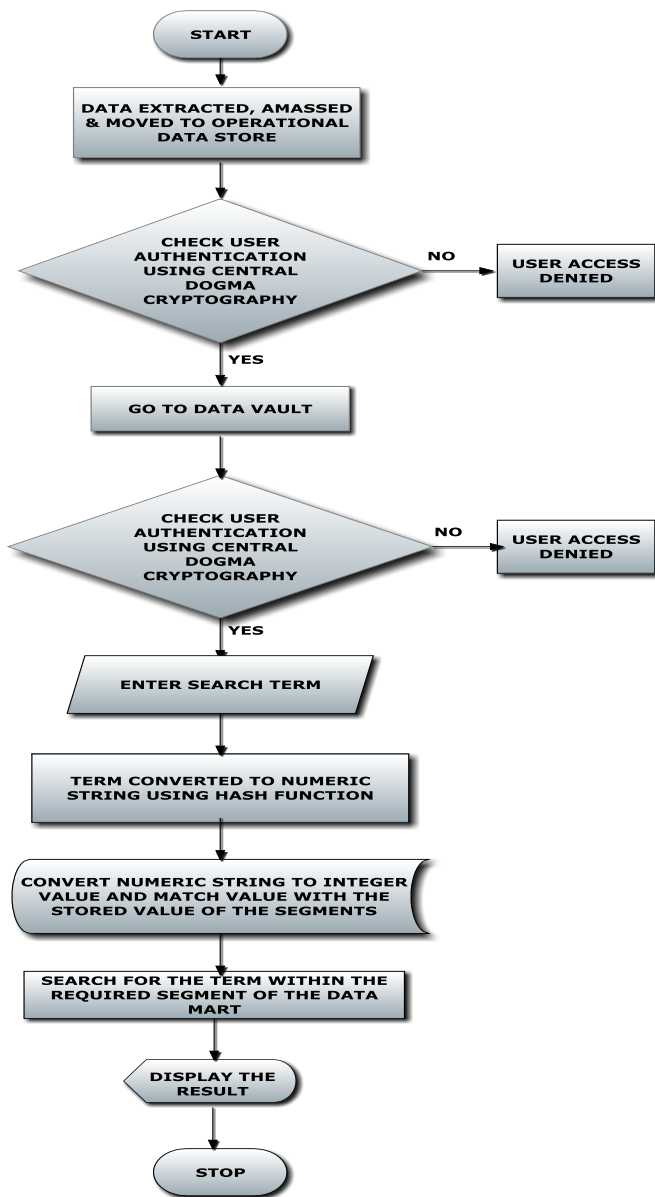 START
DATA EXTRACTED, AMASSED
& MOVED TO OPERATIONAL
DATA STORE
CHECK USER
AUTHENTICATION
USING CENTRAL
DOGMA
CRYPTOGRAPHY
NO
USER ACCESS
DENIED
YES
GO TO DATA VAULT
CHECK USER
AUTHENTICATION
USING CENTRAL
DOGMA
CRYPTOGRAPHY
NO
USER ACCESS
DENIED
YES
ENTER SEARCH TERM
TERM CONVERTED TO NUMERIC
STRING USING HASH FUNCTION
CONVERT NUMERIC STRING TO INTEGER
VALUE AND MATCH VALUE WITH THE
STORED VALUE OF THE SEGMENTS
SEARCH FOR THE TERM WITHIN THE
REQUIRED SEGMENT OF THE DATA
MART
DISPLAY THE
RESULT
STOP